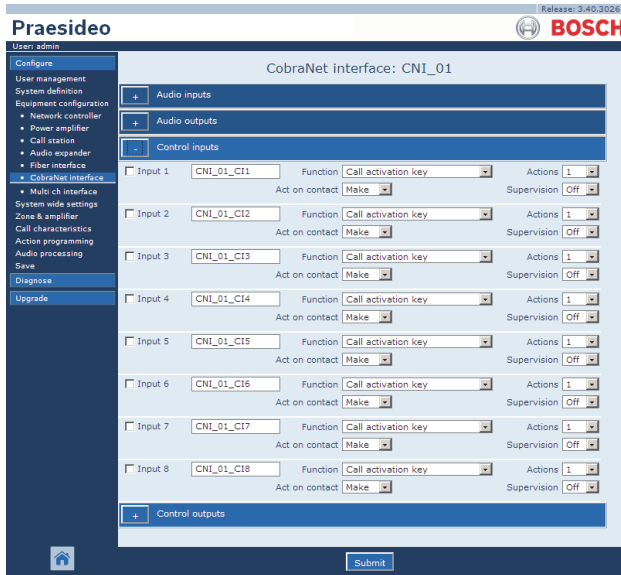 Release: 3.40.3026
Praesideo
BOSCH
User: admin
Configure
User management
System definition
Equipment configuration
• Network controller
• Power amplifier
• Call station
• Audio expander
• Fiber interface
• CobraNet interface
• Multi ch interface
System wide settings
Zone & amplifier
Call characteristics
Action programming
Audio processing
Save
Diagnose
Upgrade
CobraNet interface: CNI_01
+ Audio inputs
+ Audio outputs
- Control inputs
Input 1 CNI_01_CI1 Function Call activation key Actions 1
Act on contact Make Supervision Off
Input 2 CNI_01_CI2 Function Call activation key Actions 1
Act on contact Make Supervision Off
Input 3 CNI_01_CI3 Function Call activation key Actions 1
Act on contact Make Supervision Off
Input 4 CNI_01_CI4 Function Call activation key Actions 1
Act on contact Make Supervision Off
Input 5 CNI_01_CI5 Function Call activation key Actions 1
Act on contact Make Supervision Off
Input 6 CNI_01_CI6 Function Call activation key Actions 1
Act on contact Make Supervision Off
Input 7 CNI_01_CI7 Function Call activation key Actions 1
Act on contact Make Supervision Off
Input 8 CNI_01_CI8 Function Call activation key Actions 1
Act on contact Make Supervision Off
+ Control outputs
Submit